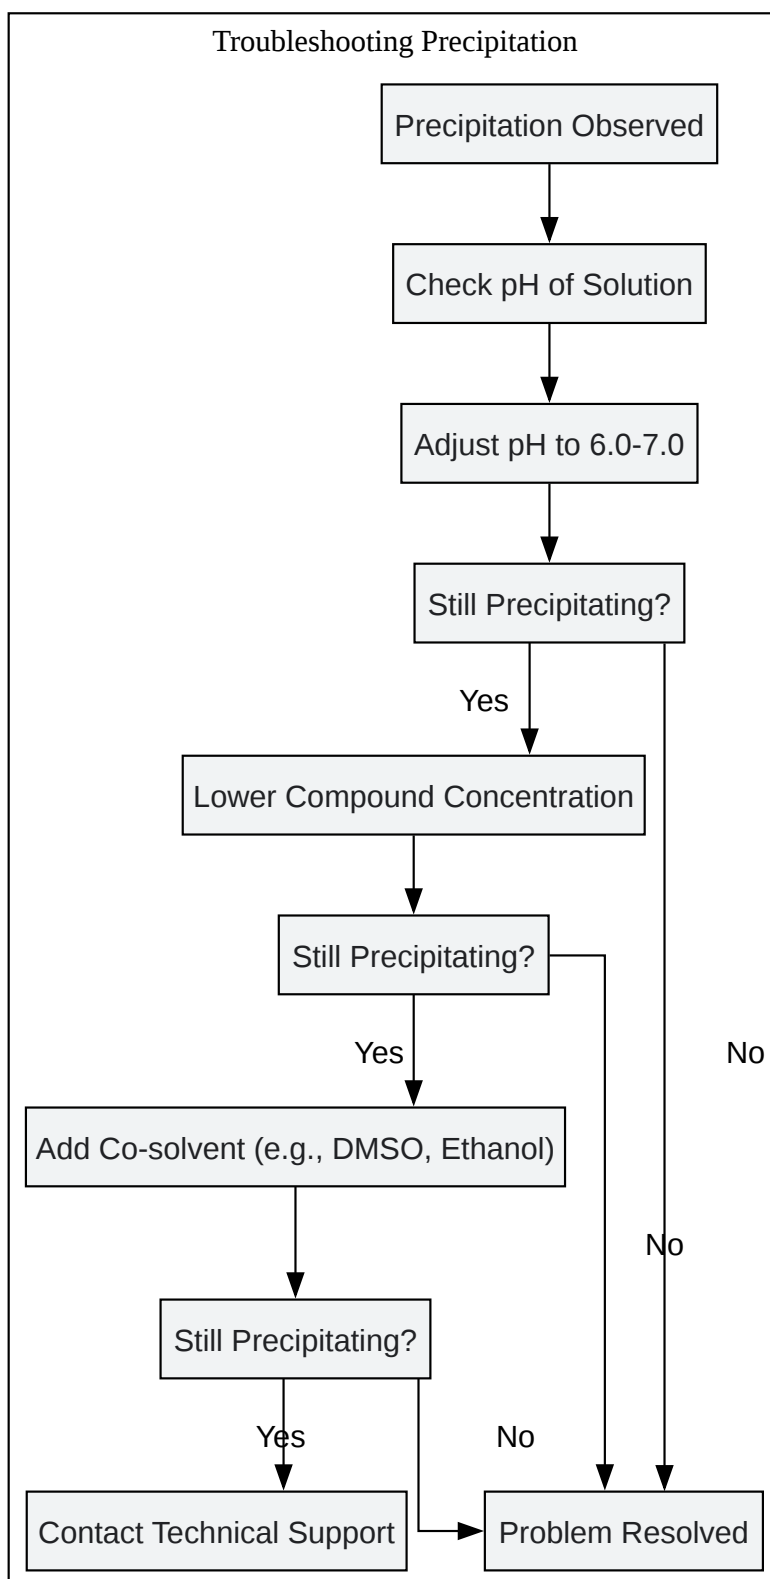 Troubleshooting Precipitation
Precipitation Observed
Check pH of Solution
Adjust pH to 6.0-7.0
Still Precipitating?
Yes
Lower Compound Concentration
Still Precipitating?
Yes
No
Add Co-solvent (e.g., DMSO, Ethanol)
No
Still Precipitating?
Yes
No
Contact Technical Support
Problem Resolved